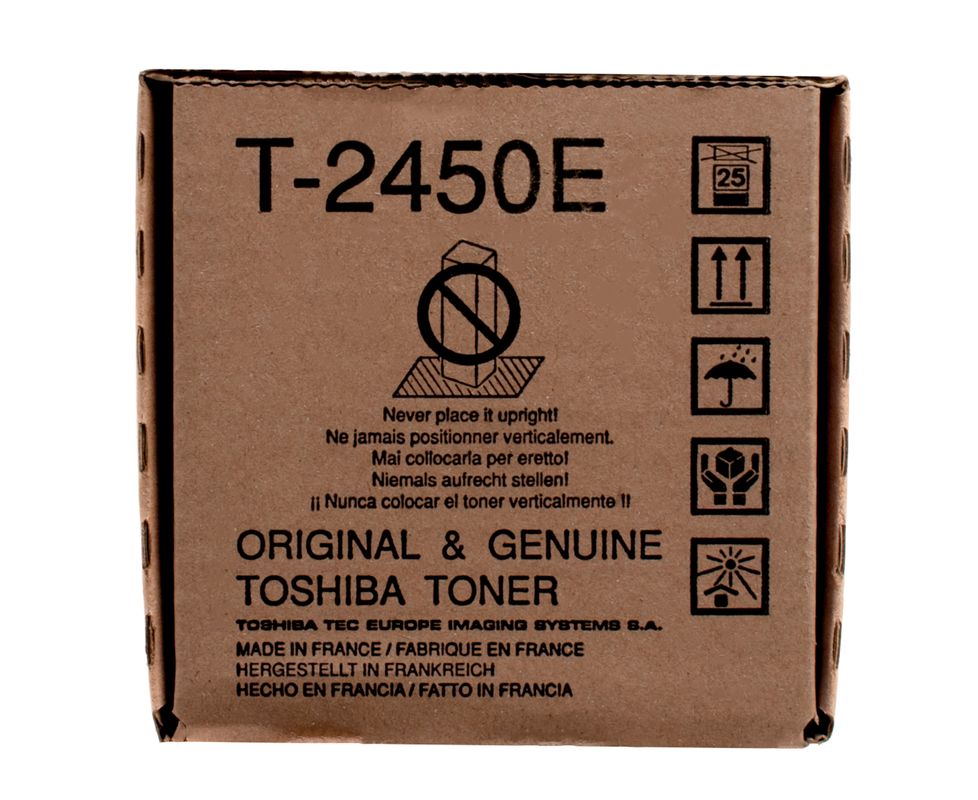 T-2450E
25
Never place it upright!
Ne jamais positionner verticalement.
Mai collocarla per eretto!
Niemals aufrecht stellen!
¡¡ Nunca colocar el toner verticalmente !!
ORIGINAL & GENUINE
TOSHIBA TONER
TOSHIBA TEC EUROPE IMAGING SYSTEMS S.A.
MADE IN FRANCE / FABRIQUE EN FRANCE
HERGESTELLT IN FRANKREICH
HECHO EN FRANCIA / FATTO IN FRANCIA